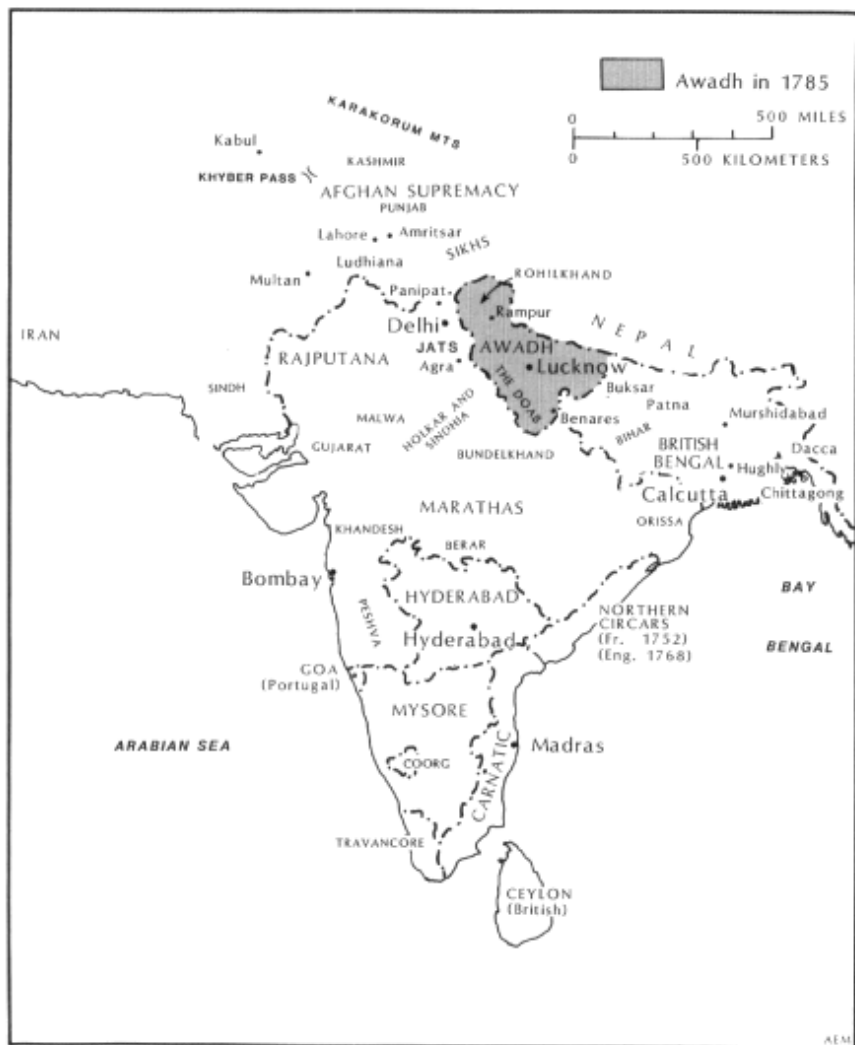 Awadh in 1785
0 500 MILES
0 500 KILOMETERS
KARAKORUM MTS
Kabul
KASHMIR
KHYBER PASS
AFGHAN SUPREMACY
PUNJAB
Lahore Amritsar
SIKHS
Ludhiana
Multan
ROHILKHAND
Panipat
Rampur
NEPAL
Delhi
IRAN
JATS
AWADH
RAJPUTANA
Agra
Lucknow
THE DOAB
SINDH
Buksar
Patna
MALWA
HOLKAR AND
SINDHIA
Benares
Murshidabad
BIHAR
GUJARAT
BUNDELKHAND
BRITISH
BENGAL
Dacca
Hughly
Calcutta
Chittagong
MARATHAS
ORISSA
KHANDESH
BERAR
Bombay
HYDERABAD
BAY
PESHVA
NORTHERN
CIRCARS
(Fr. 1752)
(Eng. 1768)
Hyderabad
BENGAL
GOA
(Portugal)
MYSORE
ARABIAN SEA
Madras
COORG
CARNATIC
TRAVANCORE
CEYLON
(British)
AEM